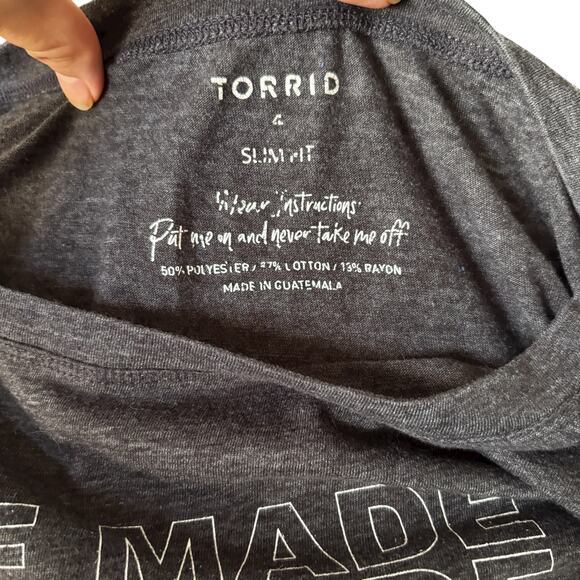 TORRID
4
SLIM FIT
Wear Instructions:
Put me on and never take me off
50% POLYESTER / 37% COTTON / 13% RAYON
MADE IN GUATEMALA
E MADE